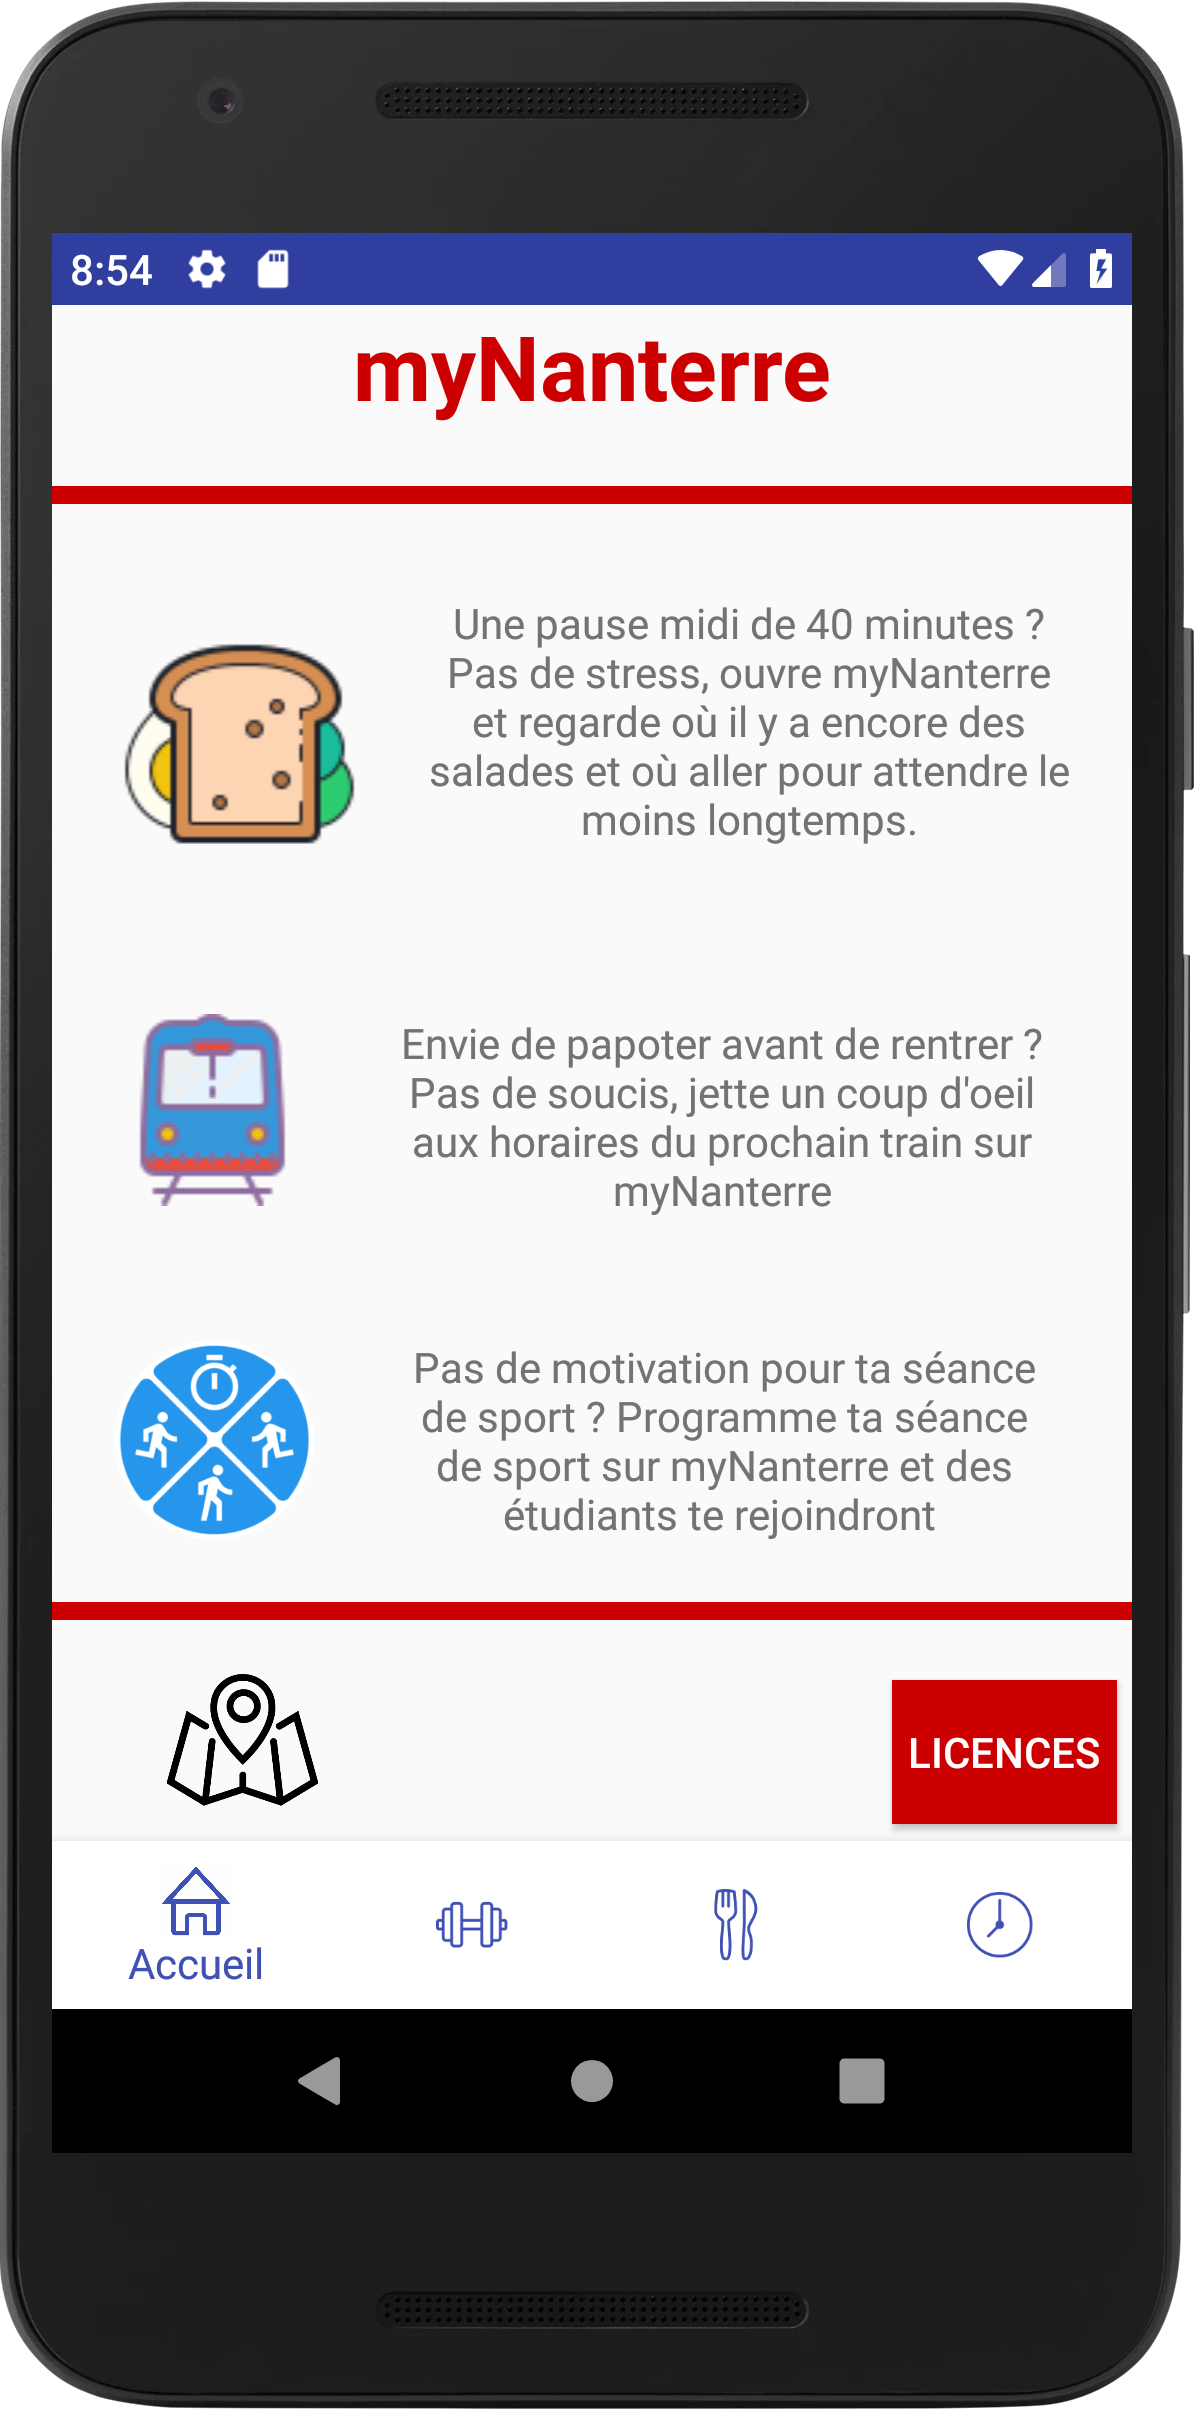 8:54
myNanterre
Une pause midi de 40 minutes ?
Pas de stress, ouvre myNanterre
et regarde où il y a encore des
salades et où aller pour attendre le
moins longtemps.
Envie de papoter avant de rentrer ?
Pas de soucis, jette un coup d'oeil
aux horaires du prochain train sur
myNanterre
Pas de motivation pour ta séance
de sport ? Programme ta séance
de sport sur myNanterre et des
étudiants te rejoindront
LICENCES
Accueil